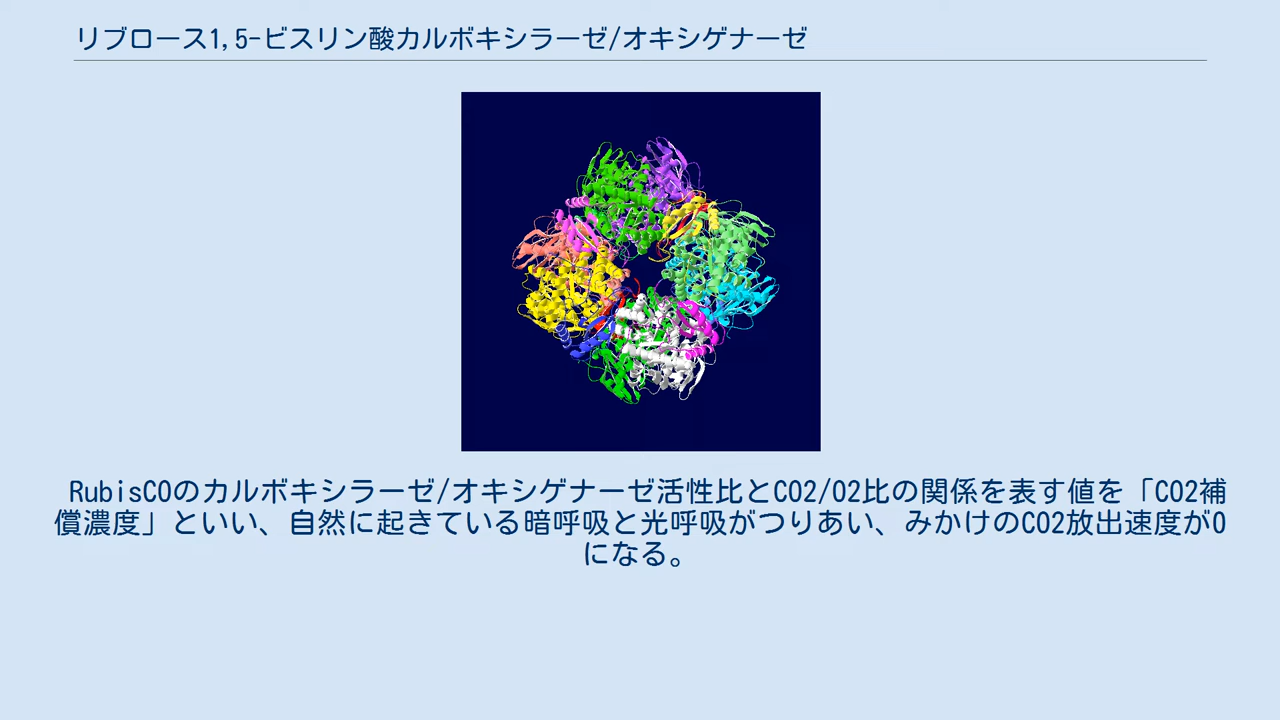 リブロース1,5-ビスリン酸カルボキシラーゼ/オキシゲナーゼ
RubisCOのカルボキシラーゼ/オキシゲナーゼ活性比とCO2/O2比の関係を表す値を「CO2補
償濃度」といい、自然に起きている暗呼吸と光呼吸がつりあい、みかけのCO2放出速度が0
になる。